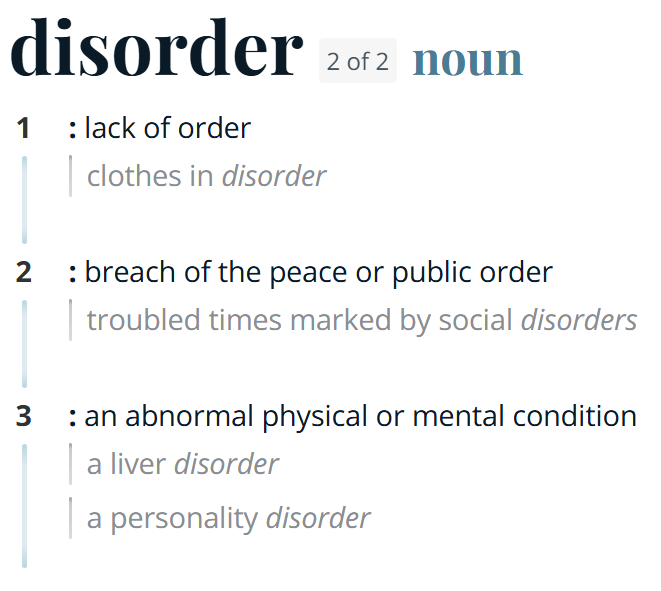 disorder 2 of 2 noun
1 : lack of order
clothes in disorder
2 : breach of the peace or public order
troubled times marked by social disorders
3 : an abnormal physical or mental condition
a liver disorder
a personality disorder